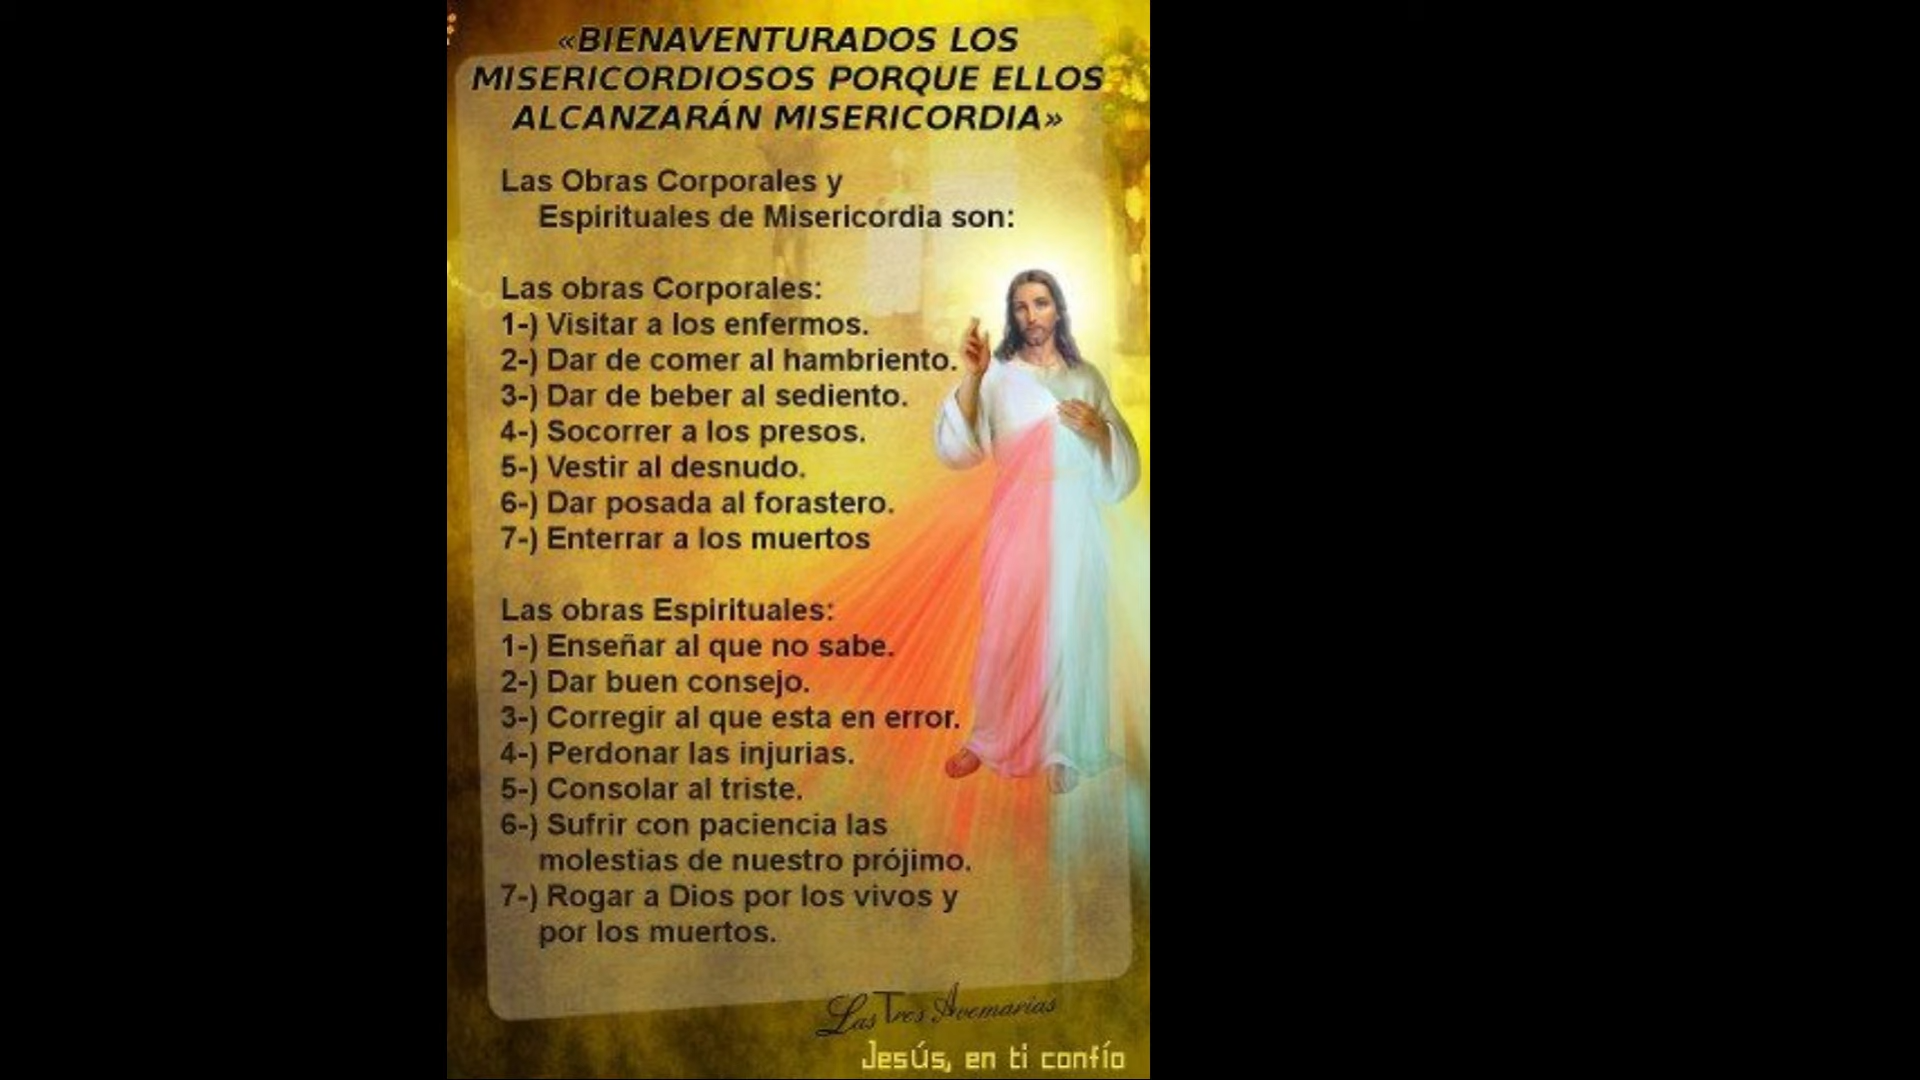 «BIENAVENTURADOS LOS
MISERICORDIOSOS PORQUE ELLOS
ALCANZARÁN MISERICORDIA»
Las Obras Corporales y
Espirituales de Misericordia son:
Las obras Corporales:
1-) Visitar a los enfermos.
2-) Dar de comer al hambriento.
3-) Dar de beber al sediento.
4-) Socorrer a los presos.
5-) Vestir al desnudo.
6-) Dar posada al forastero.
7-) Enterrar a los muertos
Las obras Espirituales:
1-) Enseñar al que no sabe.
2-) Dar buen consejo.
3-) Corregir al que esta en error.
4-) Perdonar las injurias.
5-) Consolar al triste.
6-) Sufrir con paciencia las
molestias de nuestro prójimo.
7-) Rogar a Dios por los vivos y
por los muertos.
Las Tres Avemarías
Jesús, en ti confío